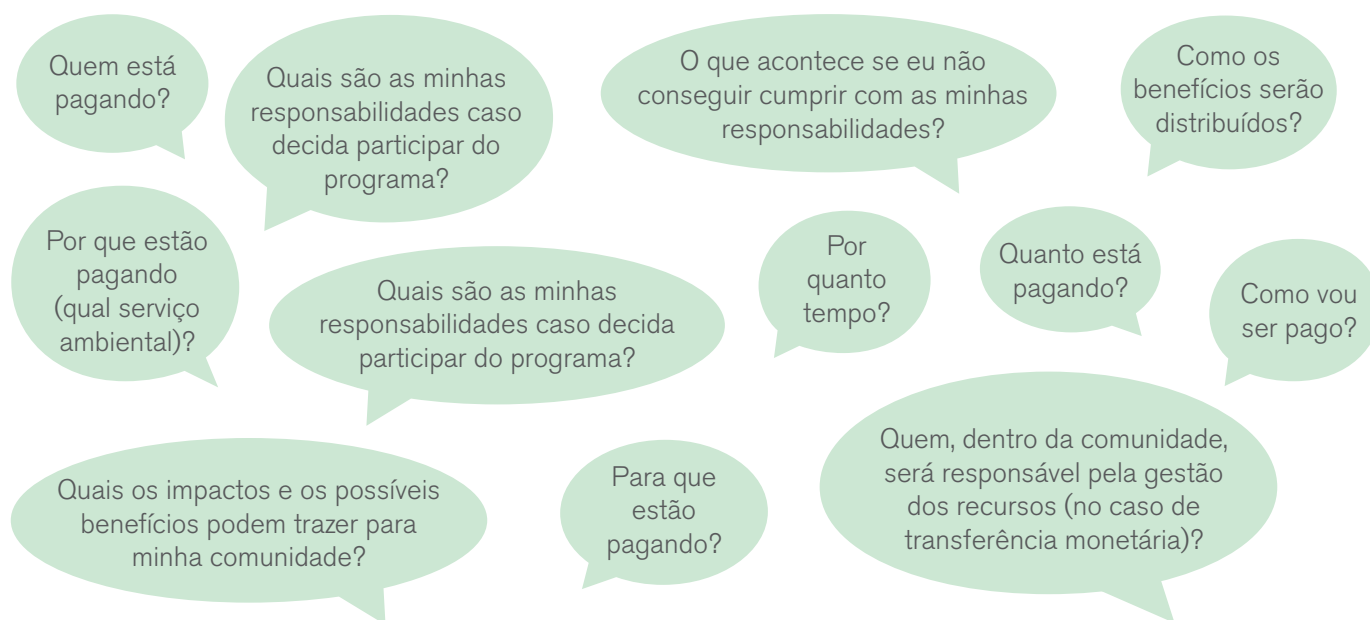 Quem está
pagando?
Quais são as minhas
responsabilidades caso
decida participar do
programa?
O que acontece se eu não
conseguir cumprir com as minhas
responsabilidades?
Como os
benefícios serão
distribuídos?
Por que estão
pagando
(qual serviço
ambiental)?
Quais são as minhas
responsabilidades caso decida
participar do programa?
Por
quanto
tempo?
Quanto está
pagando?
Como vou
ser pago?
Quais os impactos e os possíveis
benefícios podem trazer para
minha comunidade?
Para que
estão
pagando?
Quem, dentro da comunidade,
será responsável pela gestão
dos recursos (no caso de
transferência monetária)?